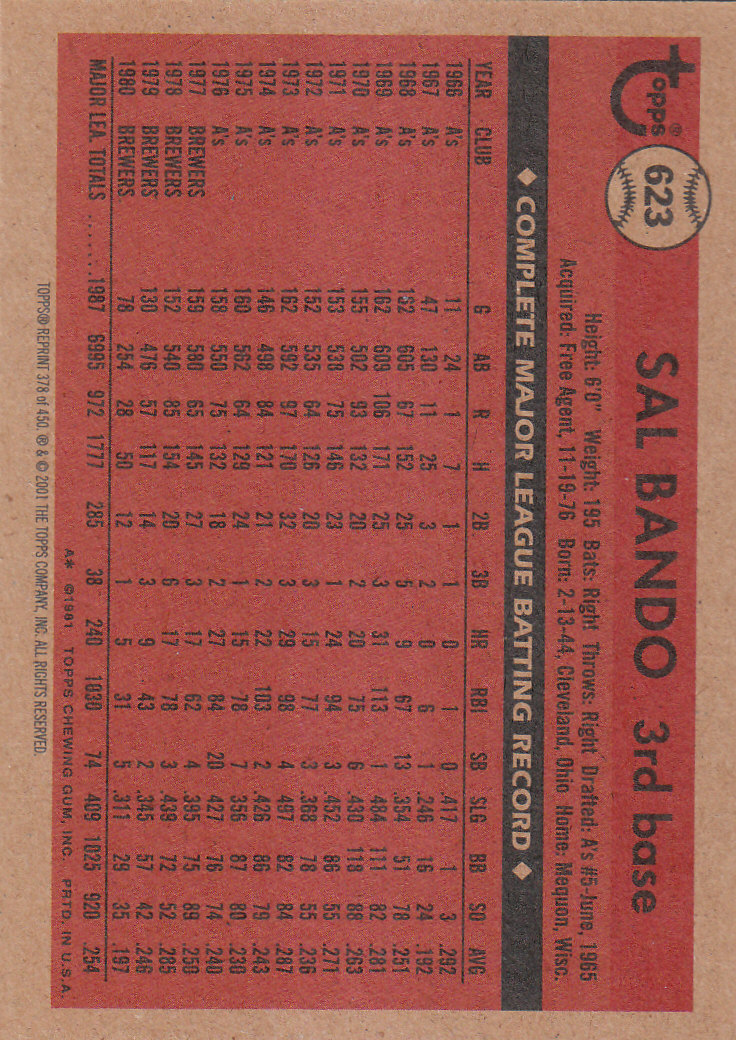 Topps® 623 SAL BANDO 3rd base
Height: 6'0" Weight: 195 Bats: Right Throws: Right Drafted: A's #5-June, 1965
Acquired: Free Agent, 11-19-76 Born: 2-13-44, Cleveland, Ohio Home: Mequon, Wisc.
◆ COMPLETE MAJOR LEAGUE BATTING RECORD ◆
YEAR CLUB G AB R H 2B 3B HR RBI SB SLG BB SO AVG
1966 A's 11 24 1 7 1 1 0 1 0 .417 1 3 .292
1967 A's 47 130 11 25 3 2 0 6 1 .246 16 24 .192
1968 A's 162 605 67 152 25 5 9 67 13 .354 51 78 .251
1969 A's 162 609 106 171 25 3 31 113 1 .484 111 82 .281
1970 A's 155 502 93 132 20 2 20 75 6 .430 118 88 .263
1971 A's 153 538 75 146 23 1 24 94 3 .452 86 55 .271
1972 A's 152 535 64 126 20 3 15 77 3 .368 78 55 .236
1973 A's 162 592 97 170 32 3 29 98 4 .497 82 84 .287
1974 A's 146 498 84 121 21 2 22 103 2 .426 86 79 .243
1975 A's 160 562 64 129 24 1 15 78 7 .356 87 80 .230
1976 A's 158 550 75 132 18 2 27 84 20 .427 76 74 .240
1977 BREWERS 159 580 65 145 27 3 17 62 4 .395 75 89 .250
1978 BREWERS 152 540 85 154 20 6 17 78 3 .439 72 52 .285
1979 BREWERS 130 476 57 117 14 3 9 43 2 .345 57 42 .246
1980 BREWERS 78 254 28 50 12 1 5 31 5 .311 29 35 .197
MAJOR LEA. TOTALS ....... 1987 6995 972 1777 285 38 240 1030 74 .409 1025 920 .254
A* ©1981 TOPPS CHEWING GUM, INC. PRTD. IN U.S.A.
TOPPS® REPRINT 378 of 450. ® & © 2001 THE TOPPS COMPANY, INC. ALL RIGHTS RESERVED.